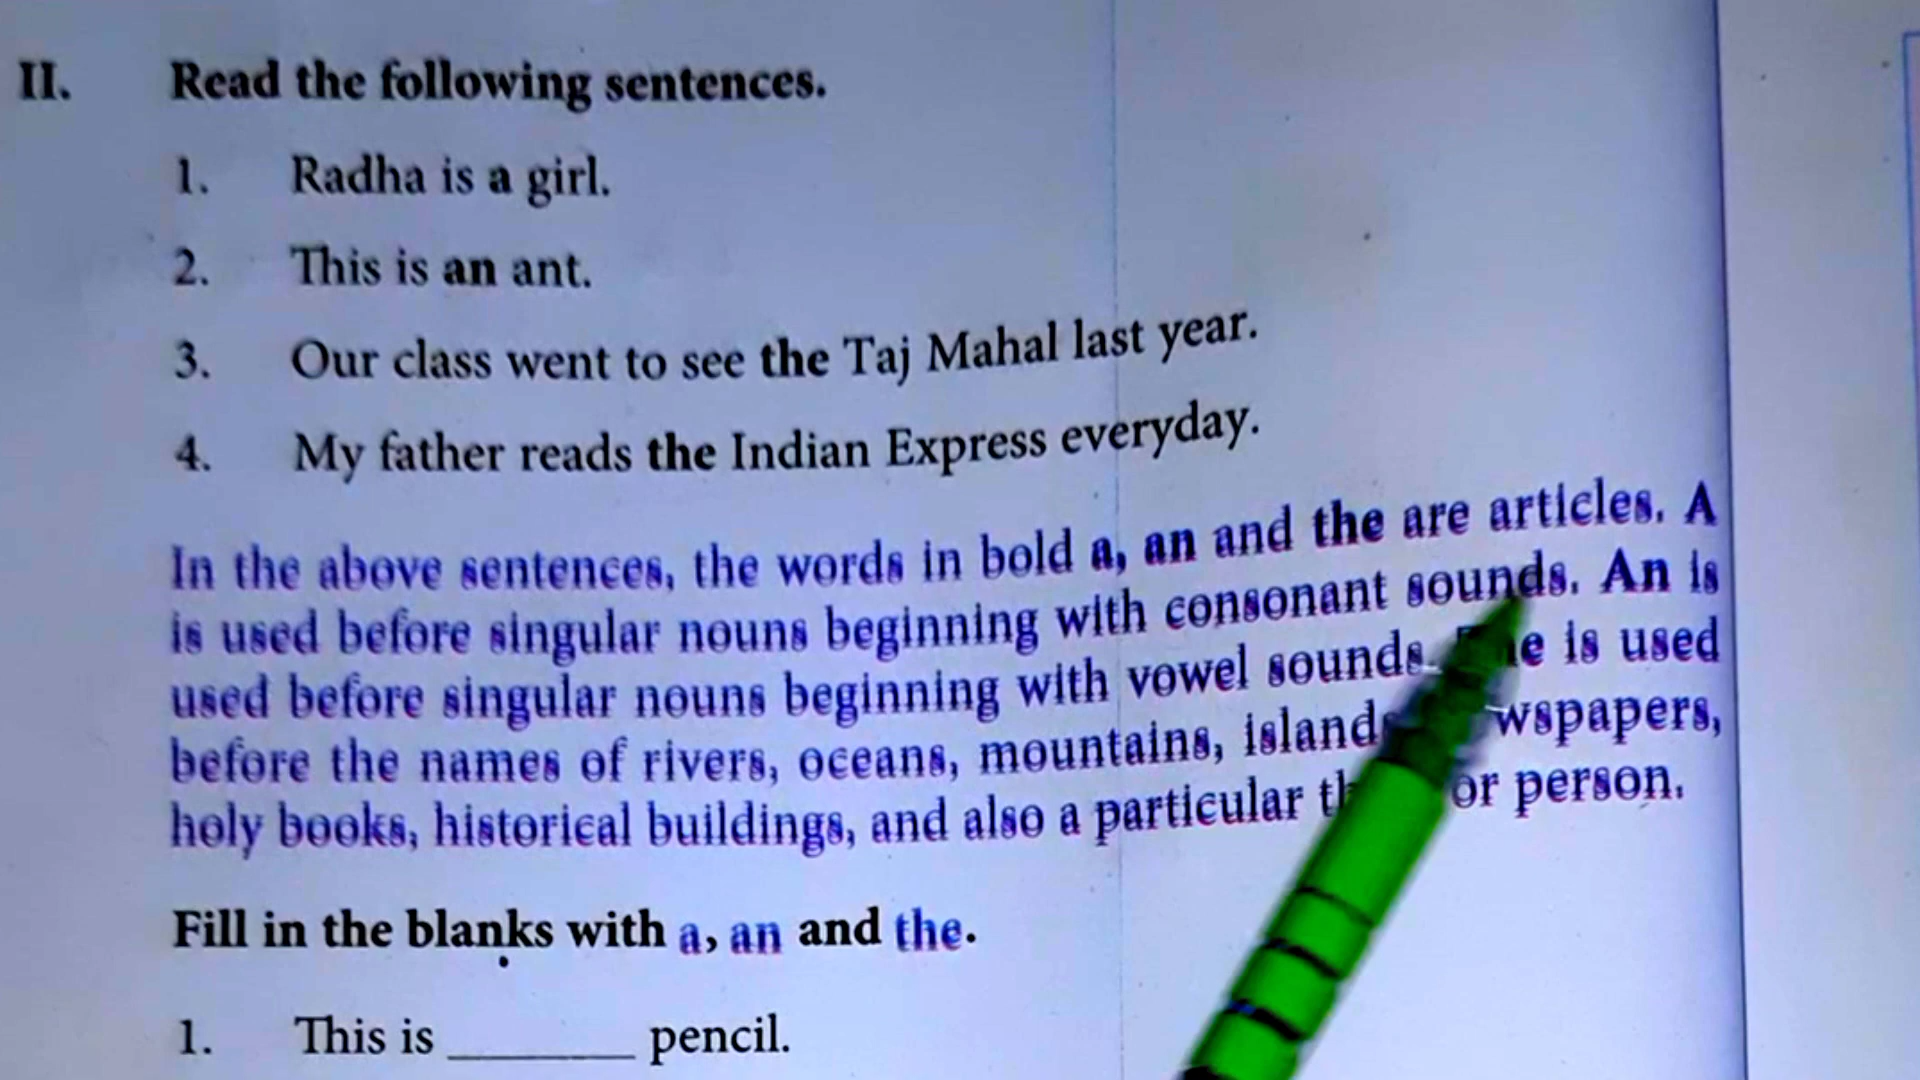 II. Read the following sentences.
1. Radha is a girl.
2. This is an ant.
3. Our class went to see the Taj Mahal last year.
4. My father reads the Indian Express everyday.
In the above sentences, the words in bold a, an and the are articles. A
is used before singular nouns beginning with consonant sounds. An is
used before singular nouns beginning with vowel sounds. is used
before the names of rivers, oceans, mountains,
holy books, historical buildings, and also a particular or person.
Fill in the blanks with a, an and the.
1. This is ________ pencil.